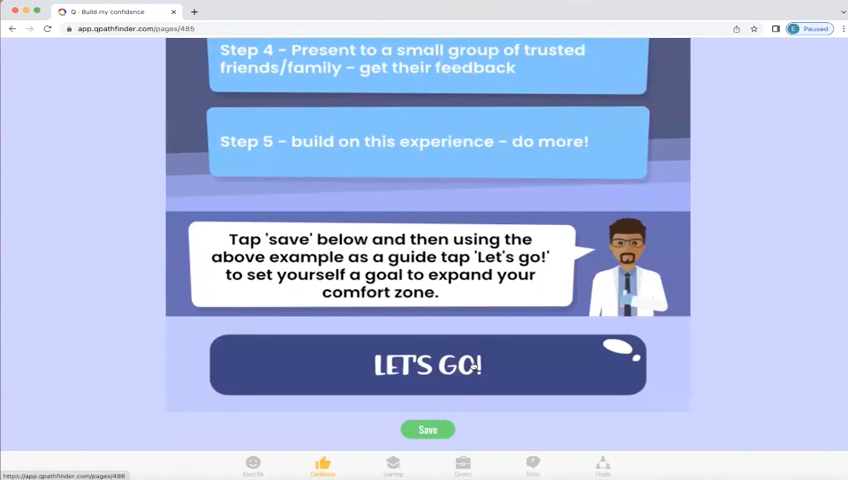 Q - Build my confidence
Paused
app.qpathfinder.com/pages/485
Step 4 - Present to a small group of trusted
friends/family - get their feedback
Step 5 - build on this experience - do more!
Tap 'save' below and then using the
above example as a guide tap 'Let's go!'
to set yourself a goal to expand your
comfort zone.
LET'S GO!
Save
About Me
Confidence
Learning
Careers
Stress
People
https://app.qpathfinder.com/pages/486